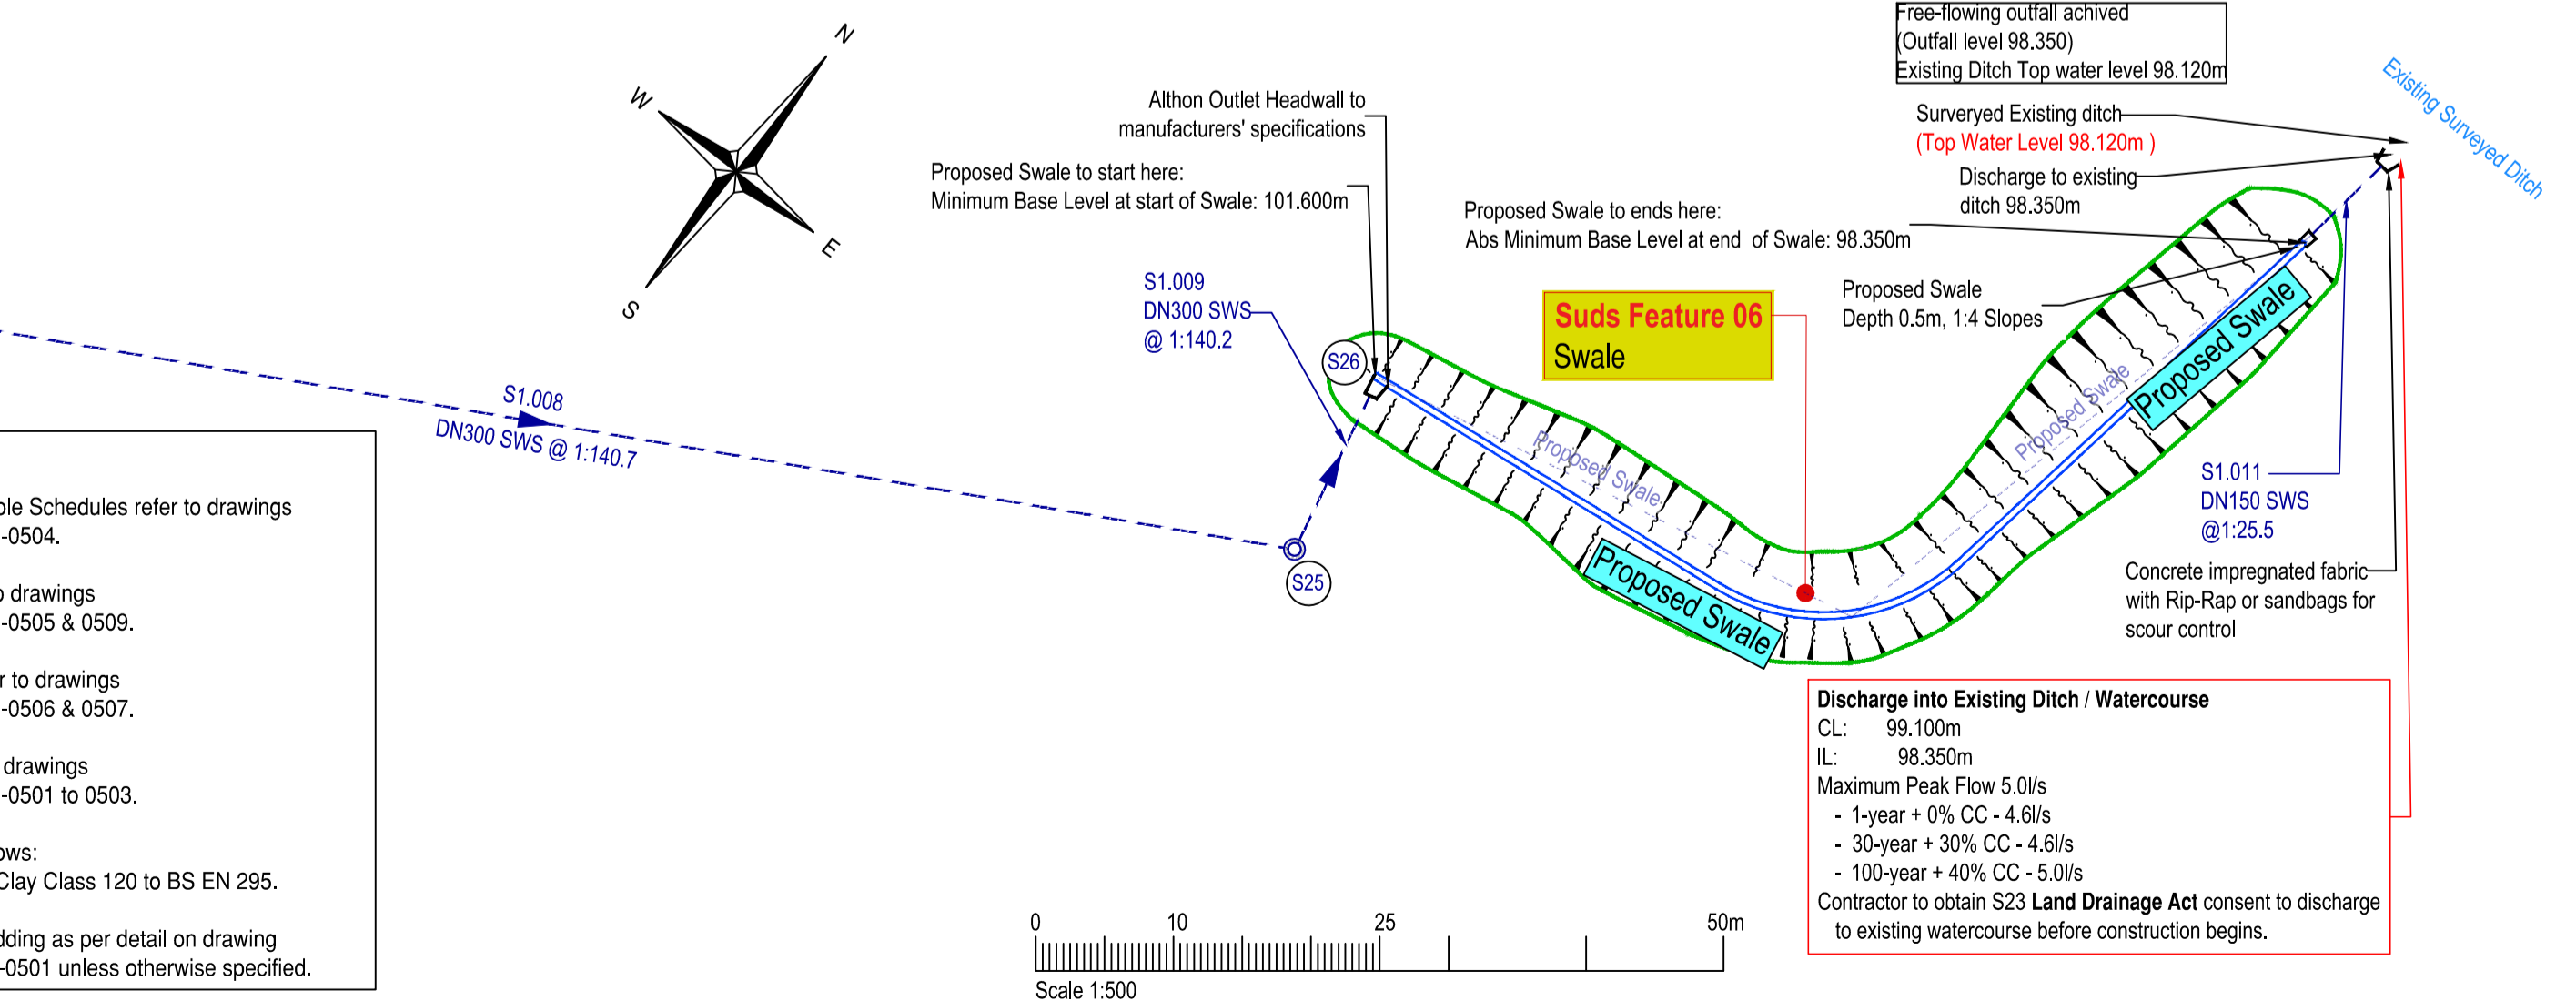 N
W
E
S
Free-flowing outfall achived
(Outfall level 98.350)
Existing Ditch Top water level 98.120m
Existing Surveyed Ditch
Althon Outlet Headwall to
manufacturers' specifications
Surveryed Existing ditch
(Top Water Level 98.120m )
Proposed Swale to start here:
Minimum Base Level at start of Swale: 101.600m
Discharge to existing
ditch 98.350m
Proposed Swale to ends here:
Abs Minimum Base Level at end of Swale: 98.350m
S1.009
DN300 SWS
@ 1:140.2
Suds Feature 06
Swale
Proposed Swale
Depth 0.5m, 1:4 Slopes
S26
S1.008
DN300 SWS @ 1:140.7
S25
Proposed Swale
Proposed Swale
Proposed Swale
Proposed Swale
S1.011
DN150 SWS
@1:25.5
Concrete impregnated fabric
with Rip-Rap or sandbags for
scour control
ole Schedules refer to drawings
-0504.
o drawings
-0505 & 0509.
r to drawings
-0506 & 0507.
drawings
-0501 to 0503.
ows:
Clay Class 120 to BS EN 295.
dding as per detail on drawing
-0501 unless otherwise specified.
0 10 25 50m
Scale 1:500
Discharge into Existing Ditch / Watercourse
CL: 99.100m
IL: 98.350m
Maximum Peak Flow 5.0l/s
- 1-year + 0% CC - 4.6l/s
- 30-year + 30% CC - 4.6l/s
- 100-year + 40% CC - 5.0l/s
Contractor to obtain S23 Land Drainage Act consent to discharge
to existing watercourse before construction begins.